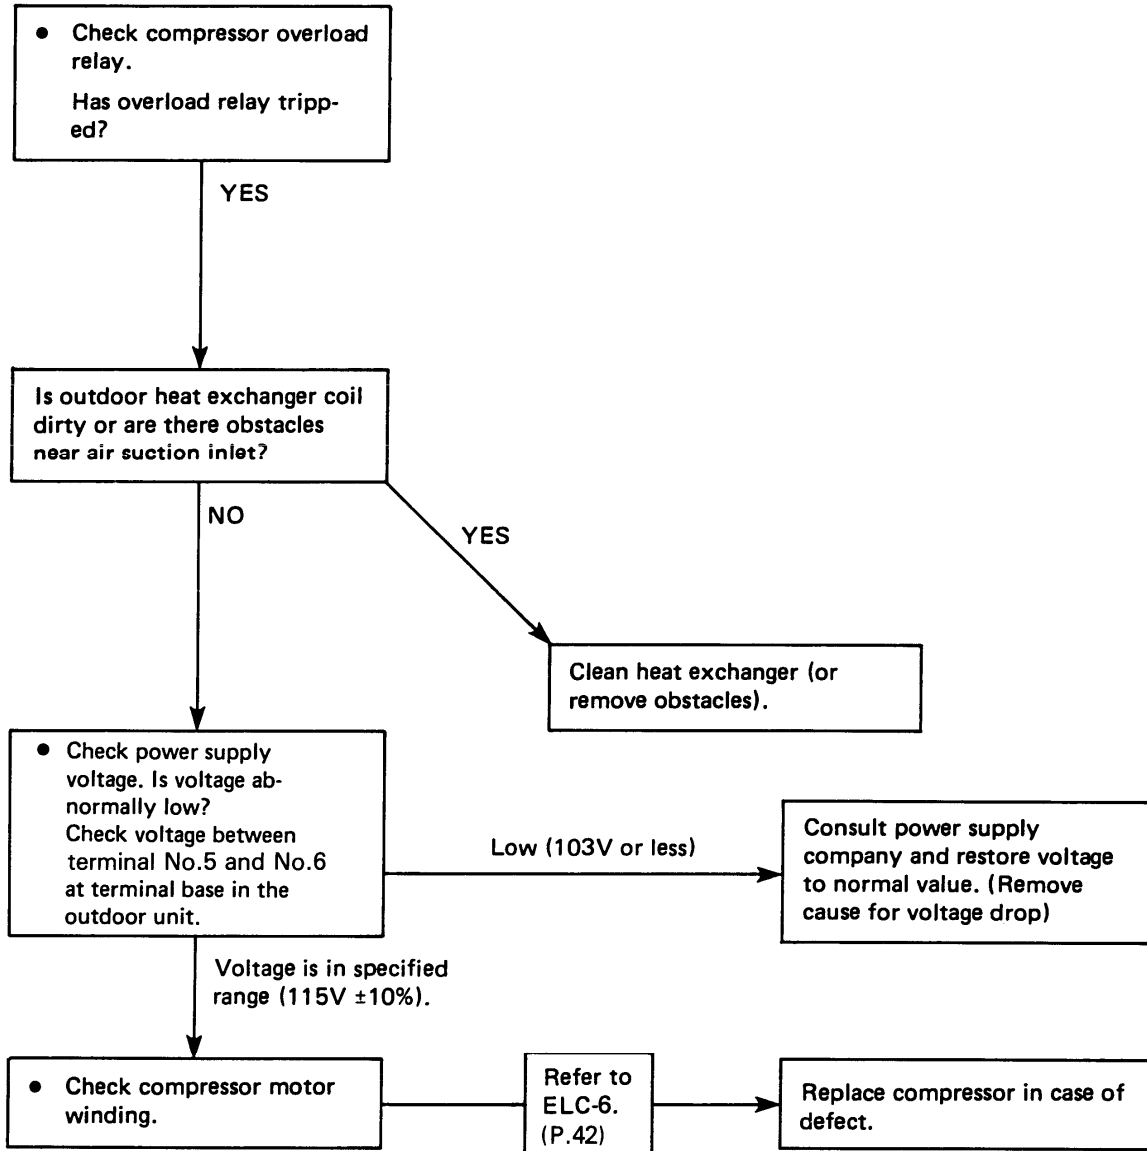 ● Check compressor overload
relay.
Has overload relay tripp-
ed?
YES
Is outdoor heat exchanger coil
dirty or are there obstacles
near air suction inlet?
NO
YES
Clean heat exchanger (or
remove obstacles).
● Check power supply
voltage. Is voltage ab-
normally low?
Check voltage between
terminal No.5 and No.6
at terminal base in the
outdoor unit.
Low (103V or less)
Consult power supply
company and restore voltage
to normal value. (Remove
cause for voltage drop)
Voltage is in specified
range (115V ±10%).
● Check compressor motor
winding.
Refer to
ELC-6.
(P.42)
Replace compressor in case of
defect.